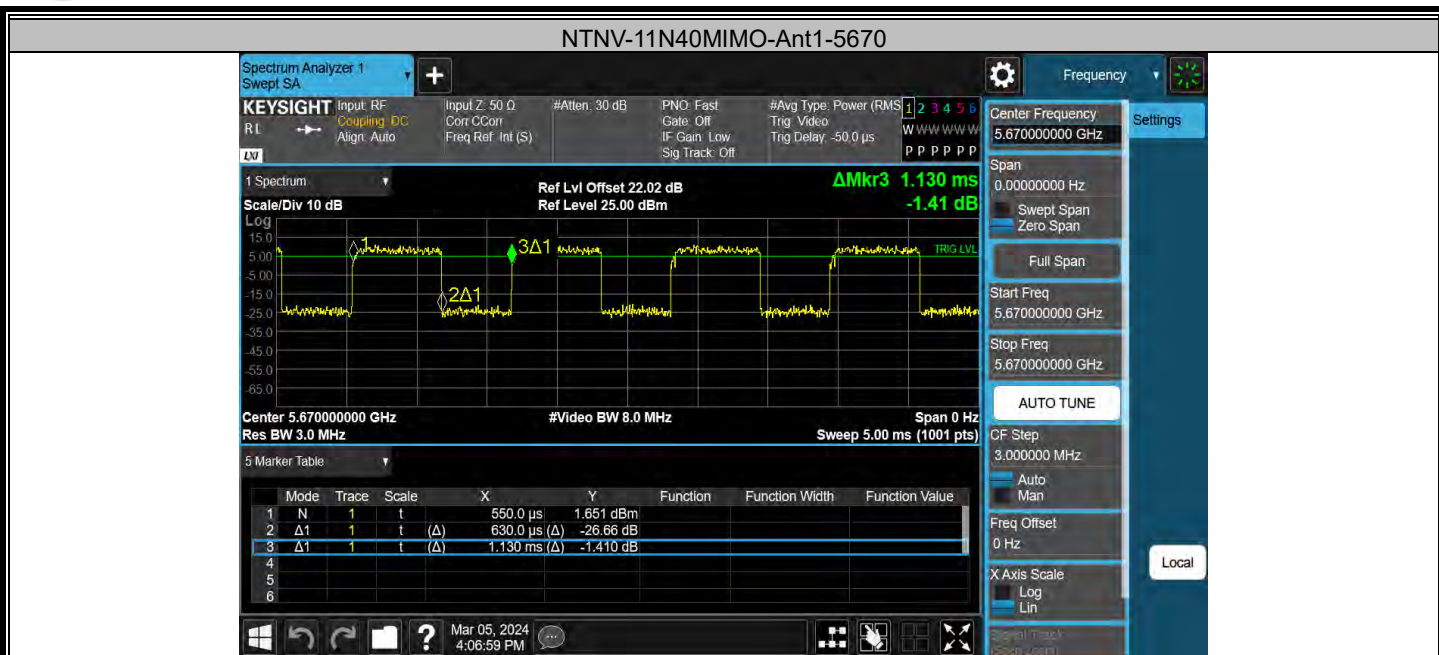 NTNV-11N40MIMO-Ant1-5670
Spectrum Analyzer 1
Swept SA
Frequency
KEYSIGHT
RL
LXI
Input: RF
Coupling: DC
Align: Auto
Input Z: 50 Ω
Corr CCorr
Freq Ref: Int (S)
#Atten: 30 dB
PNO: Fast
Gate: Off
IF Gain: Low
Sig Track: Off
#Avg Type: Power (RMS
Trig: Video
Trig Delay: -50.0 µs
1 2 3 4 5 6
W W W W W W
P P P P P P
1 Spectrum
Scale/Div 10 dB
Ref Lvl Offset 22.02 dB
Ref Level 25.00 dBm
ΔMkr3 1.130 ms
-1.41 dB
Log
15.0
5.00
-5.00
-15.0
-25.0
-35.0
-45.0
-55.0
-65.0
1
2Δ1
3Δ1
TRIG LVL
Center 5.670000000 GHz
#Video BW 8.0 MHz
Span 0 Hz
Res BW 3.0 MHz
Sweep 5.00 ms (1001 pts)
5 Marker Table
Mode Trace Scale X Y Function Function Width Function Value
1 N 1 t 550.0 µs 1.651 dBm
2 Δ1 1 t (Δ) 630.0 µs (Δ) -26.66 dB
3 Δ1 1 t (Δ) 1.130 ms (Δ) -1.410 dB
4
5
6
Mar 05, 2024
4:06:59 PM
Center Frequency
5.670000000 GHz
Settings
Span
0.00000000 Hz
Swept Span
Zero Span
Full Span
Start Freq
5.670000000 GHz
Stop Freq
5.670000000 GHz
AUTO TUNE
CF Step
3.000000 MHz
Auto
Man
Freq Offset
0 Hz
X Axis Scale
Log
Lin
Local
Signal Track